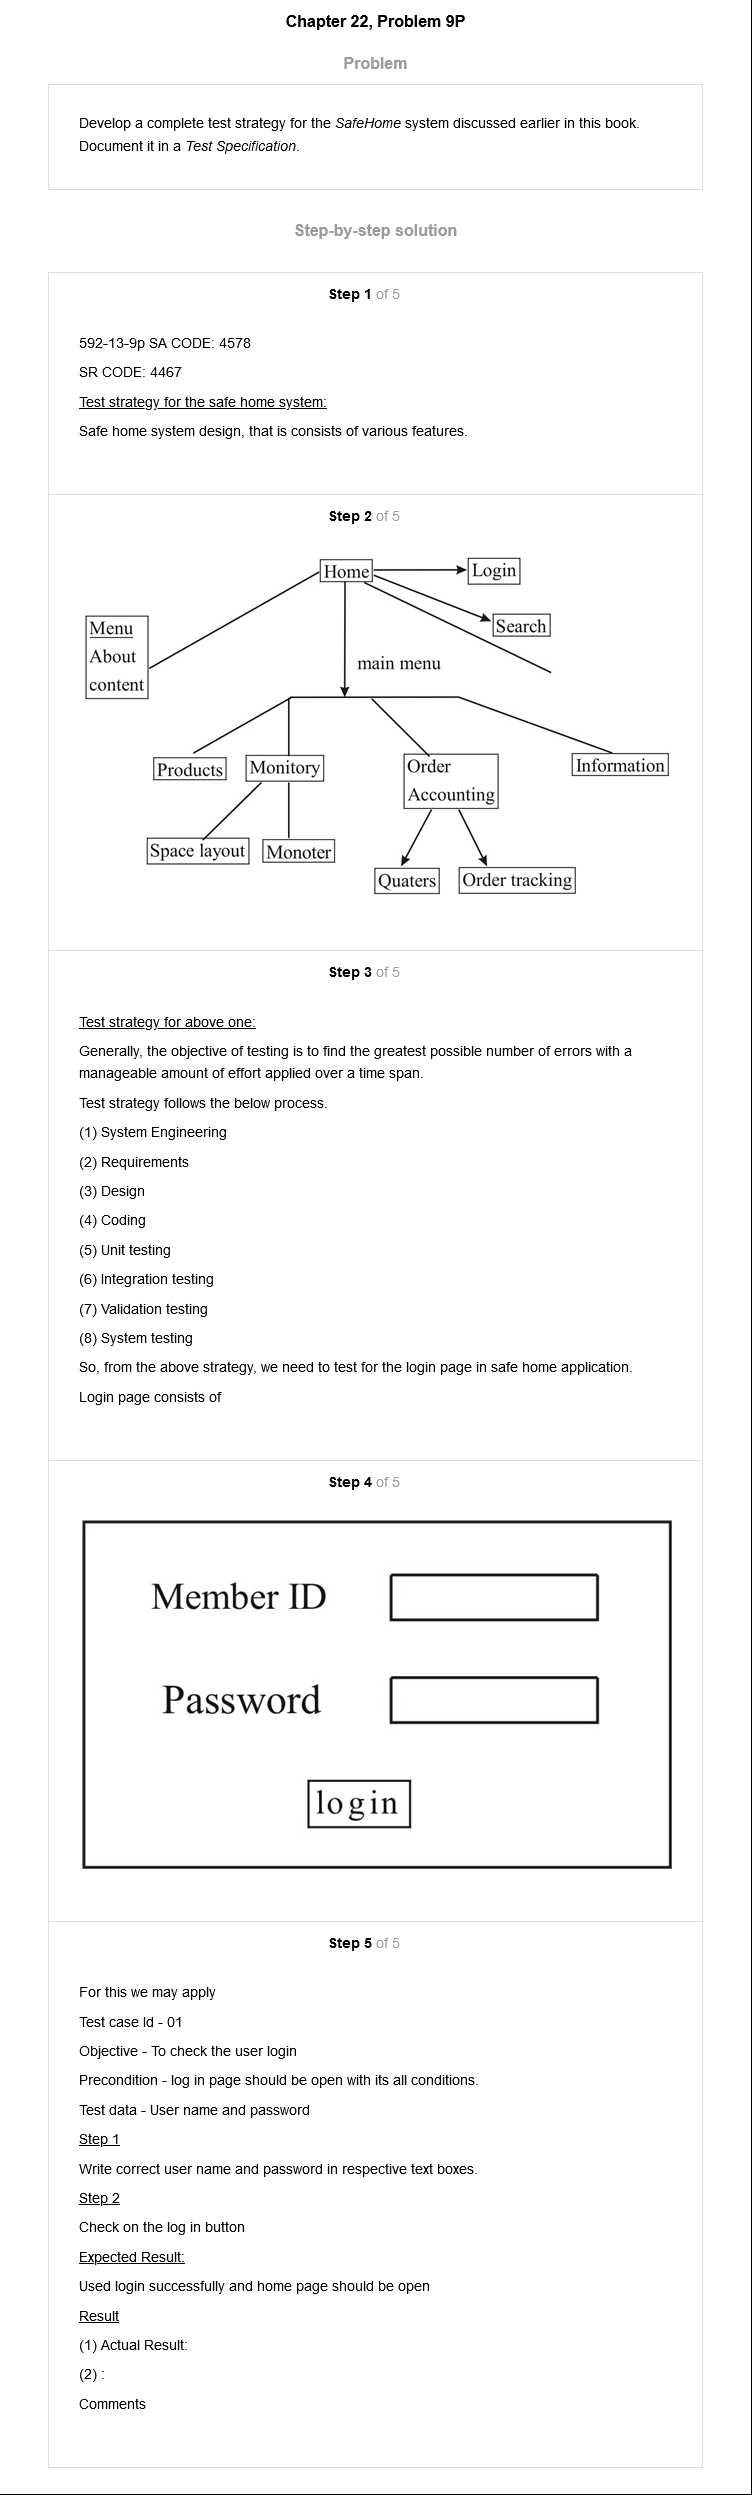 Chapter 22, Problem 9P
Problem
Develop a complete test strategy for the SafeHome system discussed earlier in this book.
Document it in a Test Specification.
Step-by-step solution
Step 1 of 5
592-13-9p SA CODE: 4578
SR CODE: 4467
Test strategy for the safe home system:
Safe home system design, that is consists of various features.
Step 2 of 5
Home
Login
Search
Menu
About
content
main menu
Products
Monitory
Order
Accounting
Information
Space layout
Monoter
Quaters
Order tracking
Step 3 of 5
Test strategy for above one:
Generally, the objective of testing is to find the greatest possible number of errors with a
manageable amount of effort applied over a time span.
Test strategy follows the below process.
(1) System Engineering
(2) Requirements
(3) Design
(4) Coding
(5) Unit testing
(6) Integration testing
(7) Validation testing
(8) System testing
So, from the above strategy, we need to test for the login page in safe home application.
Login page consists of
Step 4 of 5
Member ID
Password
login
Step 5 of 5
For this we may apply
Test case Id - 01
Objective - To check the user login
Precondition - log in page should be open with its all conditions.
Test data - User name and password
Step 1
Write correct user name and password in respective text boxes.
Step 2
Check on the log in button
Expected Result:
Used login successfully and home page should be open
Result
(1) Actual Result:
(2) :
Comments